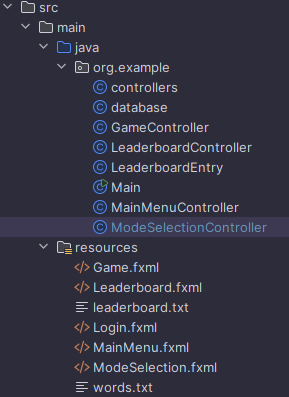 src
main
java
org.example
controllers
database
GameController
LeaderboardController
LeaderboardEntry
Main
MainMenuController
ModeSelectionController
resources
Game.fxml
Leaderboard.fxml
leaderboard.txt
Login.fxml
MainMenu.fxml
ModeSelection.fxml
words.txt